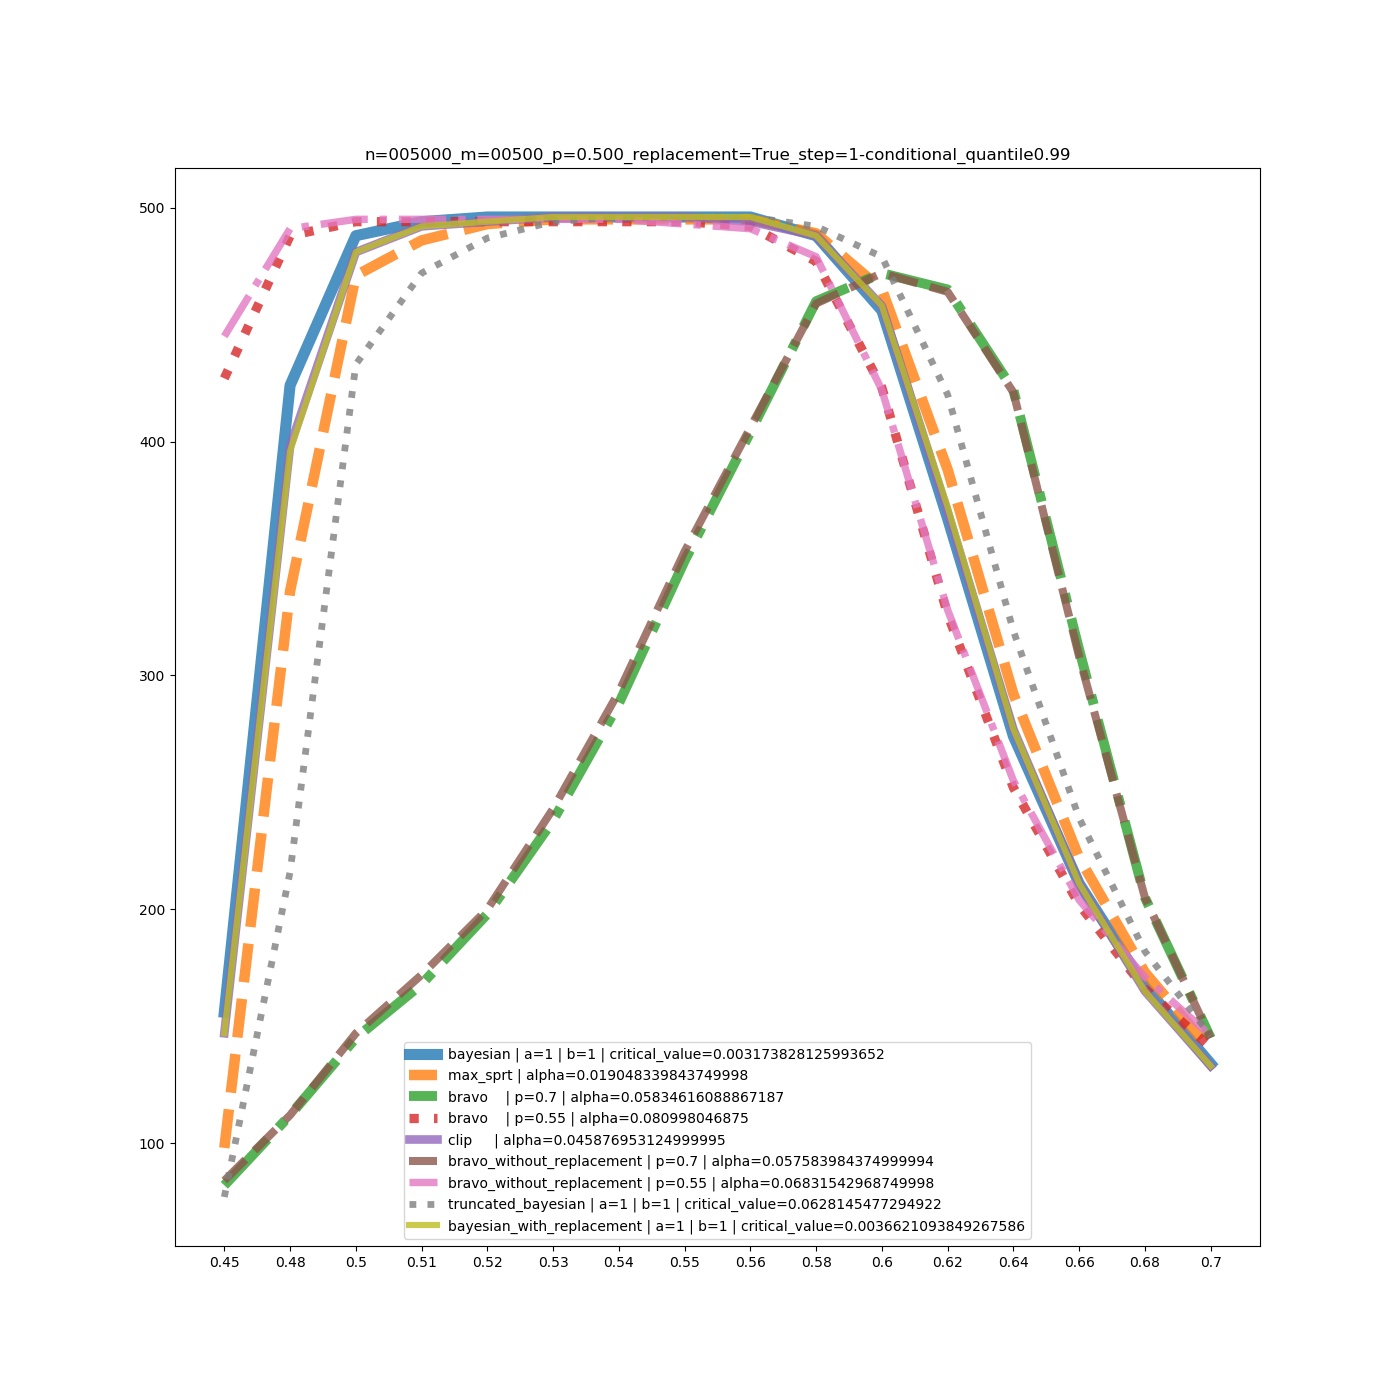 n=005000_m=00500_p=0.500_replacement=True_step=1-conditional_quantile0.99
500
400
300
200
100
bayesian | a=1 | b=1 | critical_value=0.003173828125993652
max_sprt | alpha=0.019048339843749998
bravo | p=0.7 | alpha=0.05834616088867187
bravo | p=0.55 | alpha=0.080998046875
clip | alpha=0.045876953124999995
bravo_without_replacement | p=0.7 | alpha=0.057583984374999994
bravo_without_replacement | p=0.55 | alpha=0.06831542968749998
truncated_bayesian | a=1 | b=1 | critical_value=0.0628145477294922
bayesian_with_replacement | a=1 | b=1 | critical_value=0.0036621093849267586
0.45 0.48 0.5 0.51 0.52 0.53 0.54 0.55 0.56 0.58 0.6 0.62 0.64 0.66 0.68 0.7